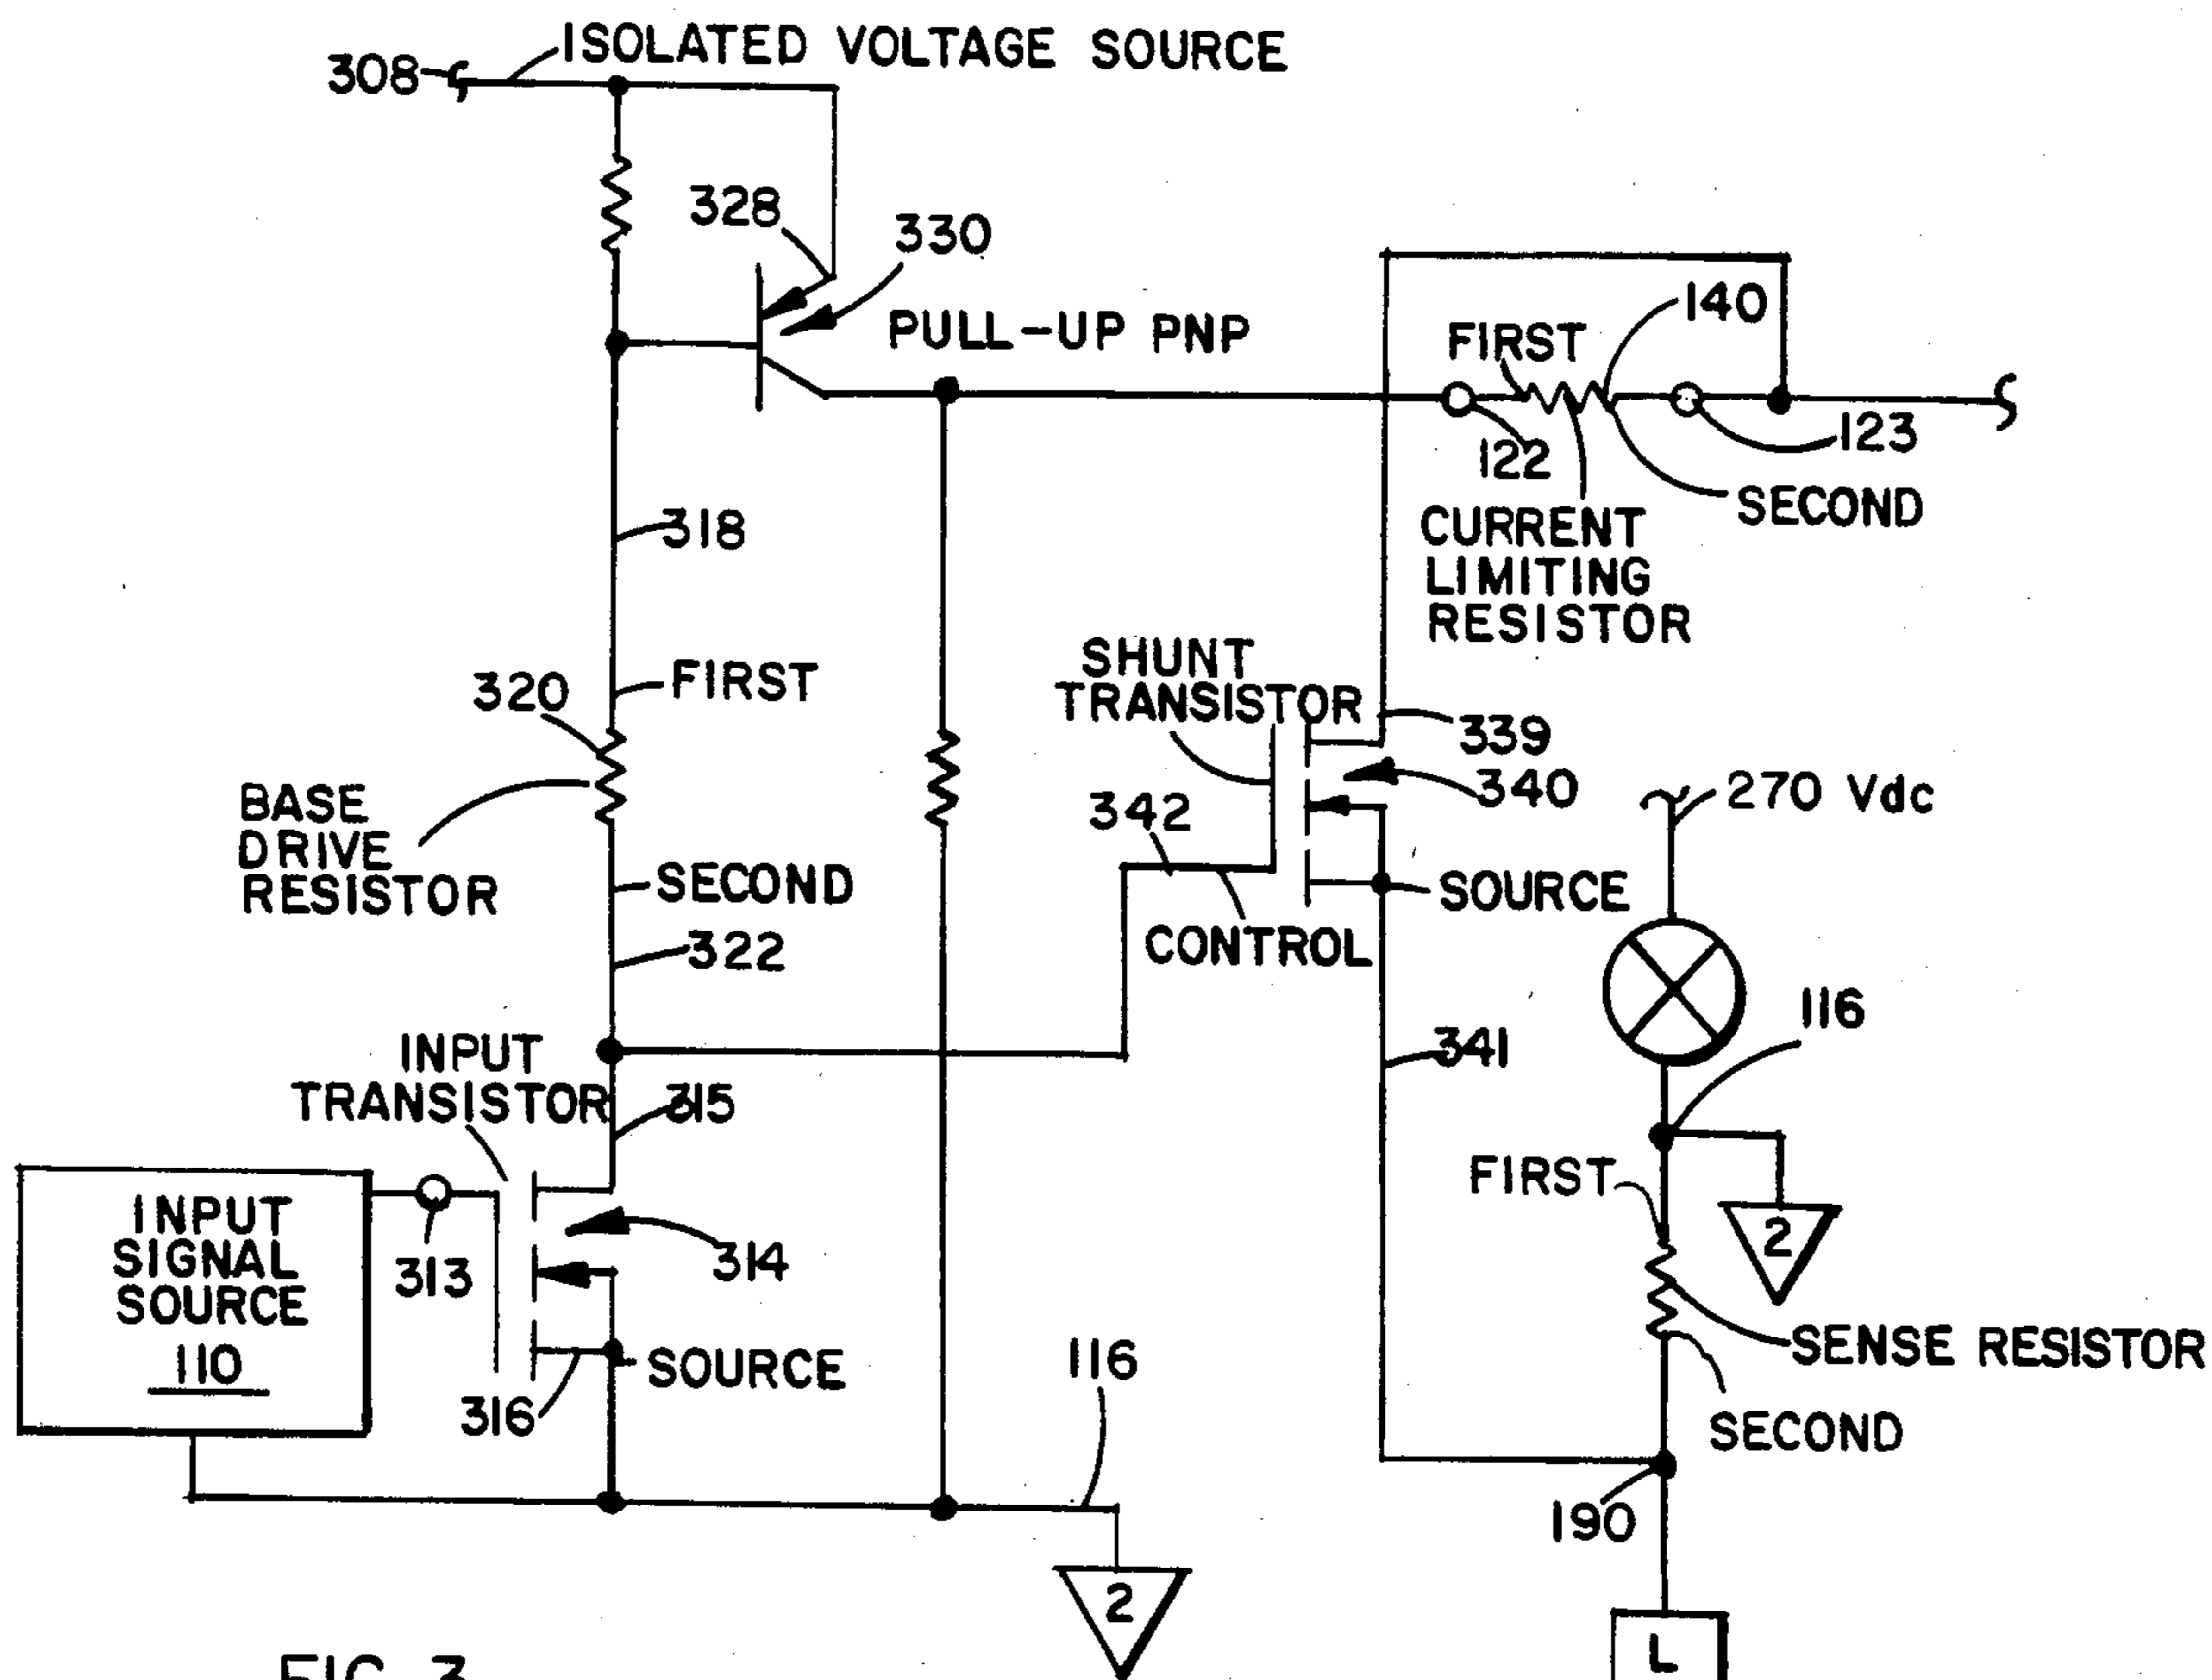 308
ISOLATED VOLTAGE SOURCE
328
330
PULL-UP PNP
FIRST
140
122
123
SECOND
CURRENT
LIMITING
RESISTOR
318
320
FIRST
BASE
DRIVE
RESISTOR
SECOND
322
SHUNT
TRANSISTOR
339
340
342
CONTROL
SOURCE
270 Vdc
341
116
INPUT
TRANSISTOR
315
INPUT
SIGNAL
SOURCE
110
313
314
SOURCE
316
116
2
FIRST
2
SENSE RESISTOR
SECOND
190
L
FIG. 3